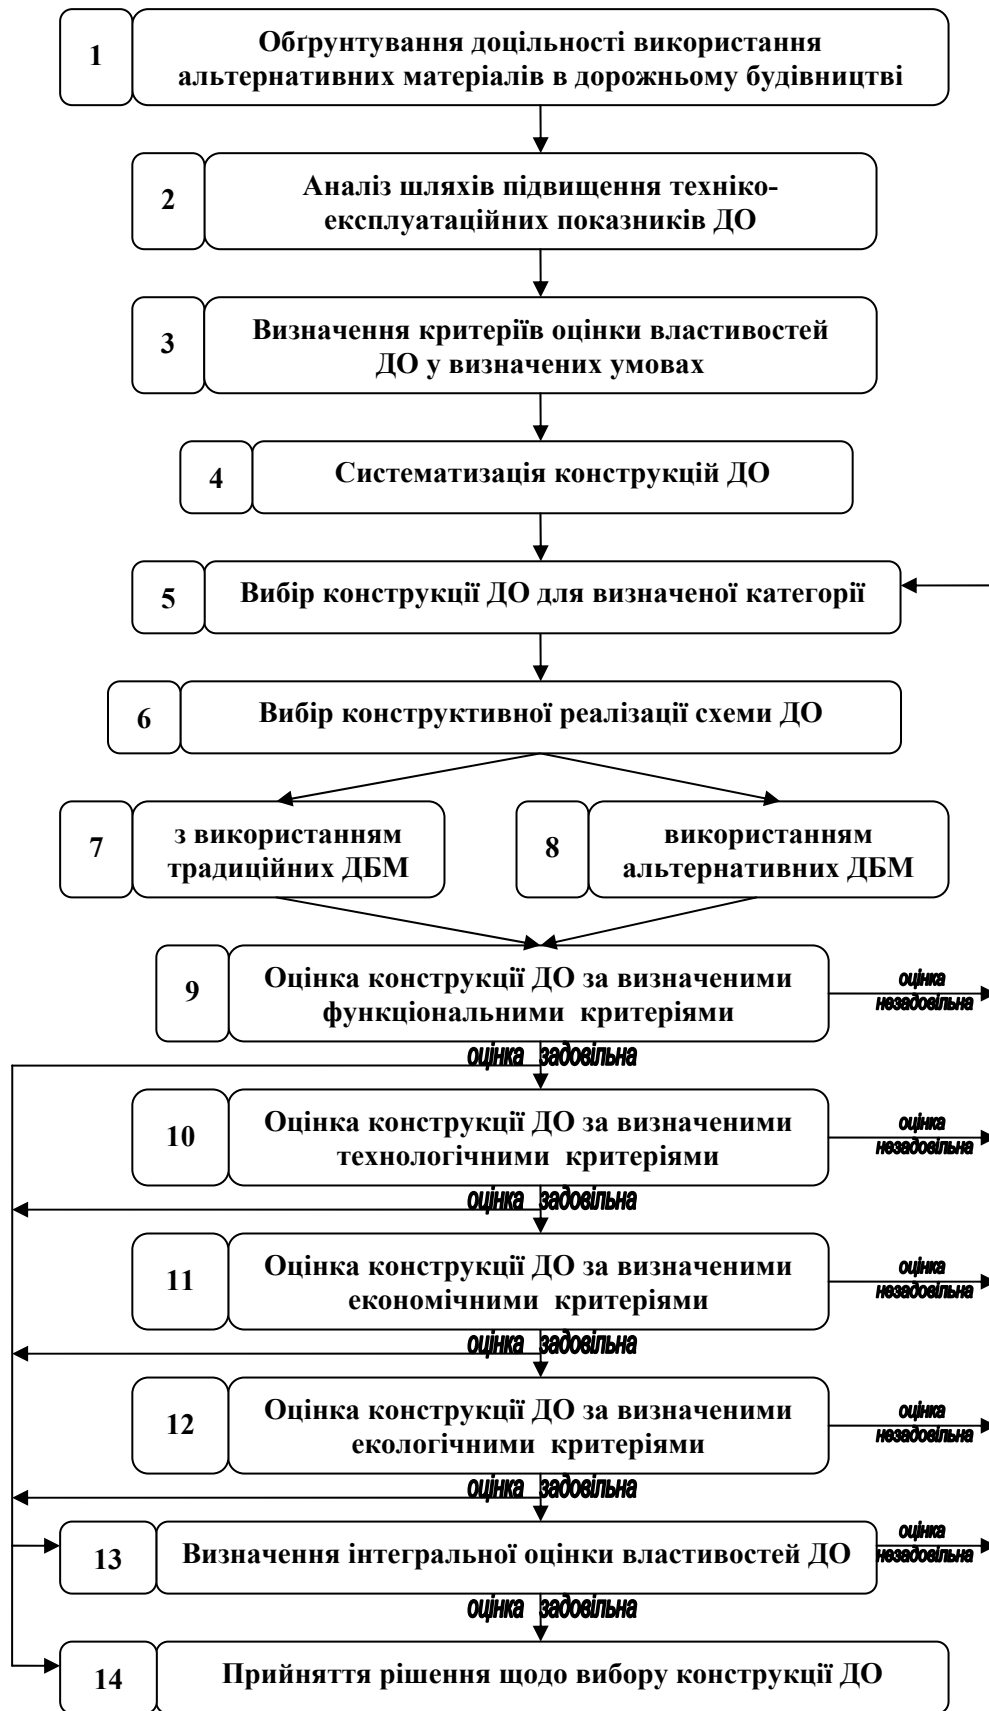 1
Обґрунтування доцільності використання
альтернативних матеріалів в дорожньому будівництві
2
Аналіз шляхів підвищення техніко-
експлуатаційних показників ДО
3
Визначення критеріїв оцінки властивостей
ДО у визначених умовах
4
Систематизація конструкцій ДО
5
Вибір конструкції ДО для визначеної категорії
6
Вибір конструктивної реалізації схеми ДО
7
з використанням
традиційних ДБМ
8
використаням
альтернативних ДБМ
9
Оцінка конструкції ДО за визначеними
функціональними критеріями
оцінка
незадовільна
оцінка задовільна
10
Оцінка конструкції ДО за визначеними
технологічними критеріями
оцінка
незадовільна
оцінка задовільна
11
Оцінка конструкції ДО за визначеними
економічними критеріями
оцінка
незадовільна
оцінка задовільна
12
Оцінка конструкції ДО за визначеними
екологічними критеріями
оцінка
незадовільна
оцінка задовільна
13
Визначення інтегральної оцінки властивостей ДО
оцінка
незадовільна
оцінка задовільна
14
Прийняття рішення щодо вибору конструкції ДО